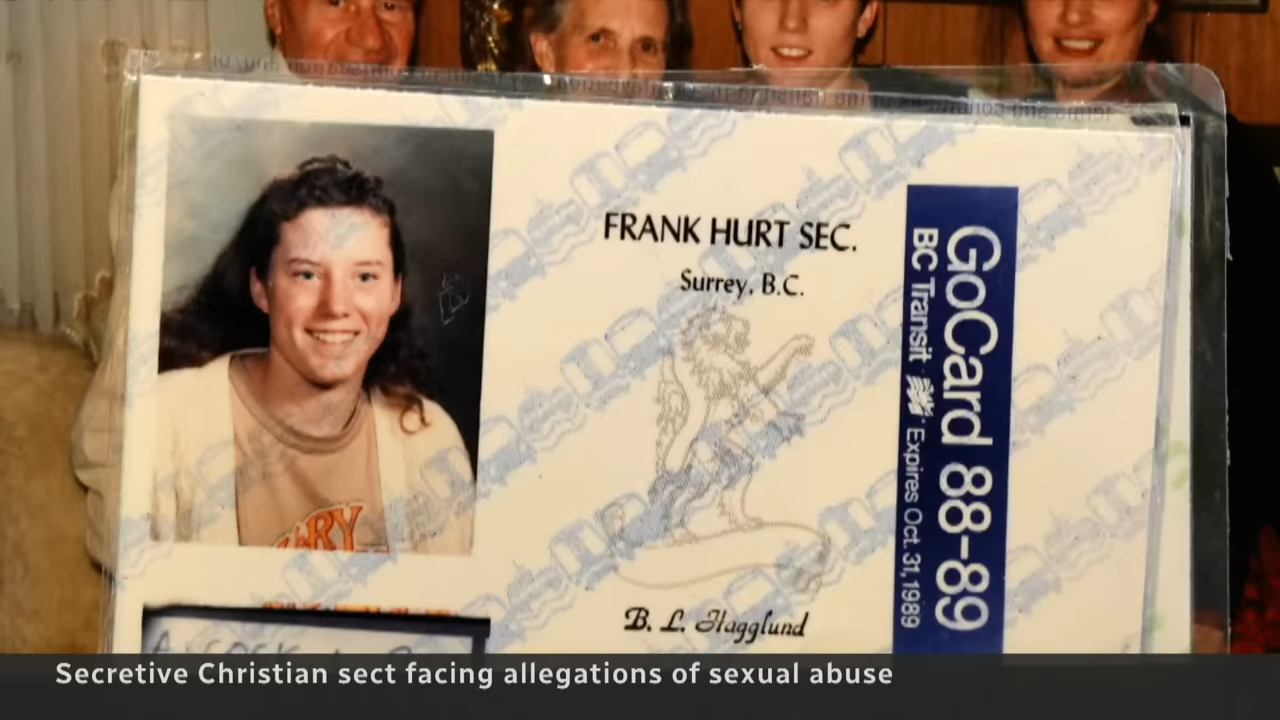 FRANK HURT SEC.
Surrey, B.C.
B. L. Hagglund
GoCard 88-89
BC Transit Expires Oct. 31, 1989
Secretive Christian sect facing allegations of sexual abuse